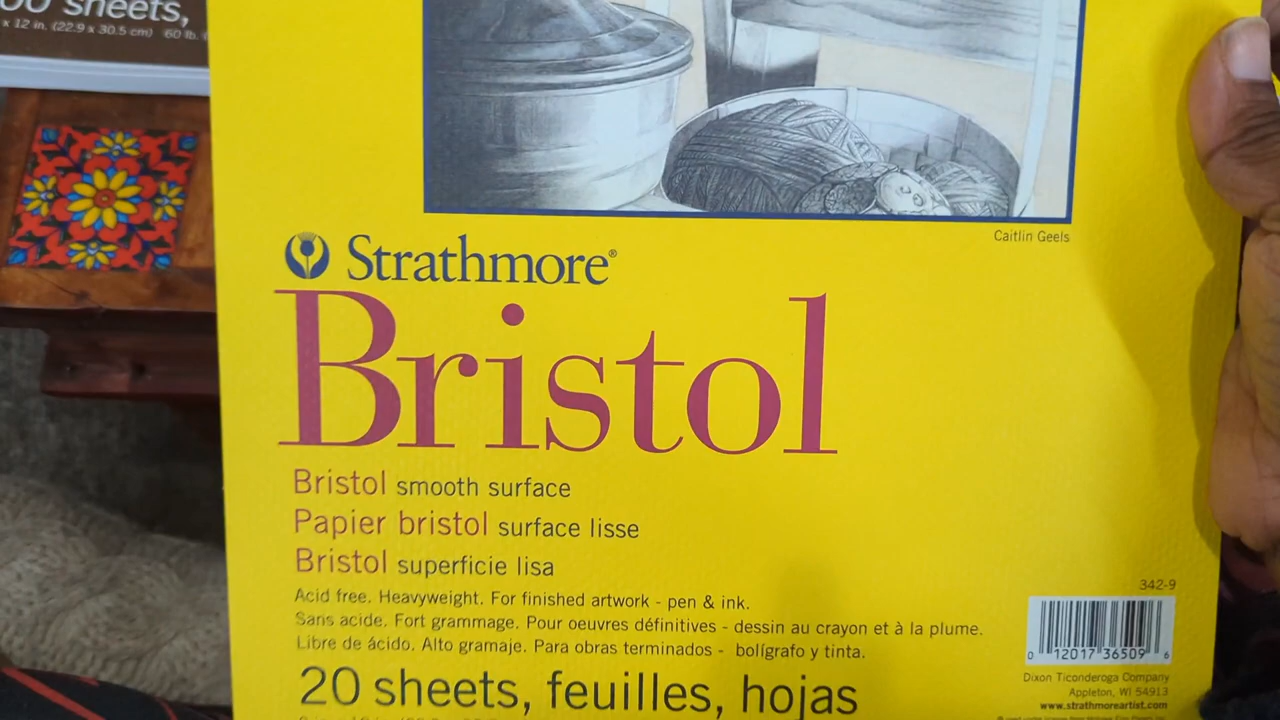 00 sheets,
x 12 in. (22.9 x 30.5 cm) 60 lb.
Caitlin Geels
Strathmore®
Bristol
Bristol smooth surface
Papier bristol surface lisse
Bristol superficie lisa
Acid free. Heavyweight. For finished artwork - pen & ink.
Sans acide. Fort grammage. Pour oeuvres définitives - dessin au crayon et à la plume.
Libre de ácido. Alto gramaje. Para obras terminados - bolígrafo y tinta.
20 sheets, feuilles, hojas
342-9
0 12017 36509 6
Dixon Ticonderoga Company
Appleton, WI 54913
www.strathmoreartist.com